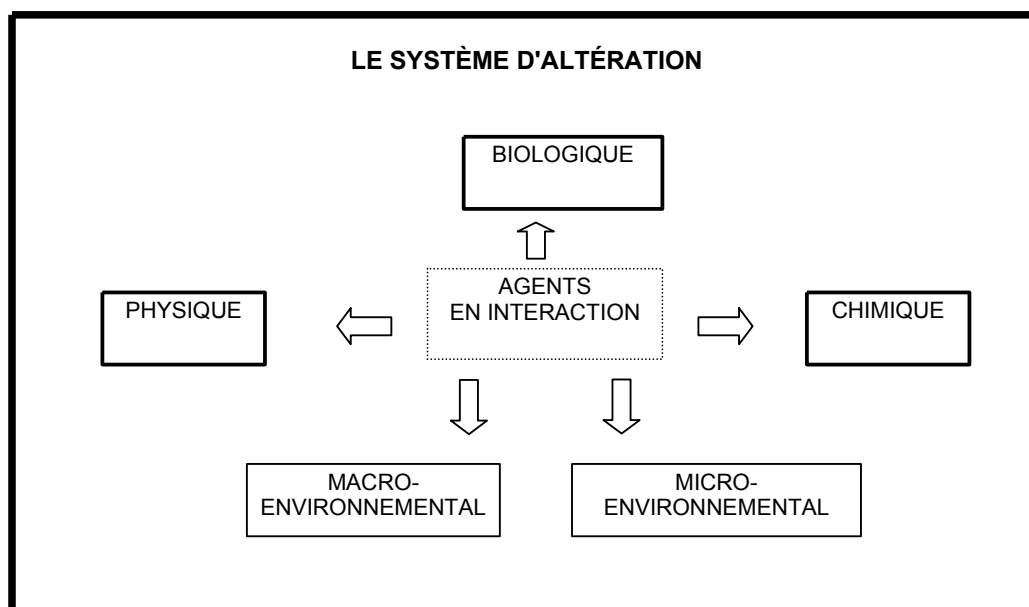 LE SYSTÈME D'ALTÉRATION
BIOLOGIQUE
AGENTS
EN INTERACTION
PHYSIQUE
CHIMIQUE
MACRO-
ENVIRONNEMENTAL
MICRO-
ENVIRONNEMENTAL